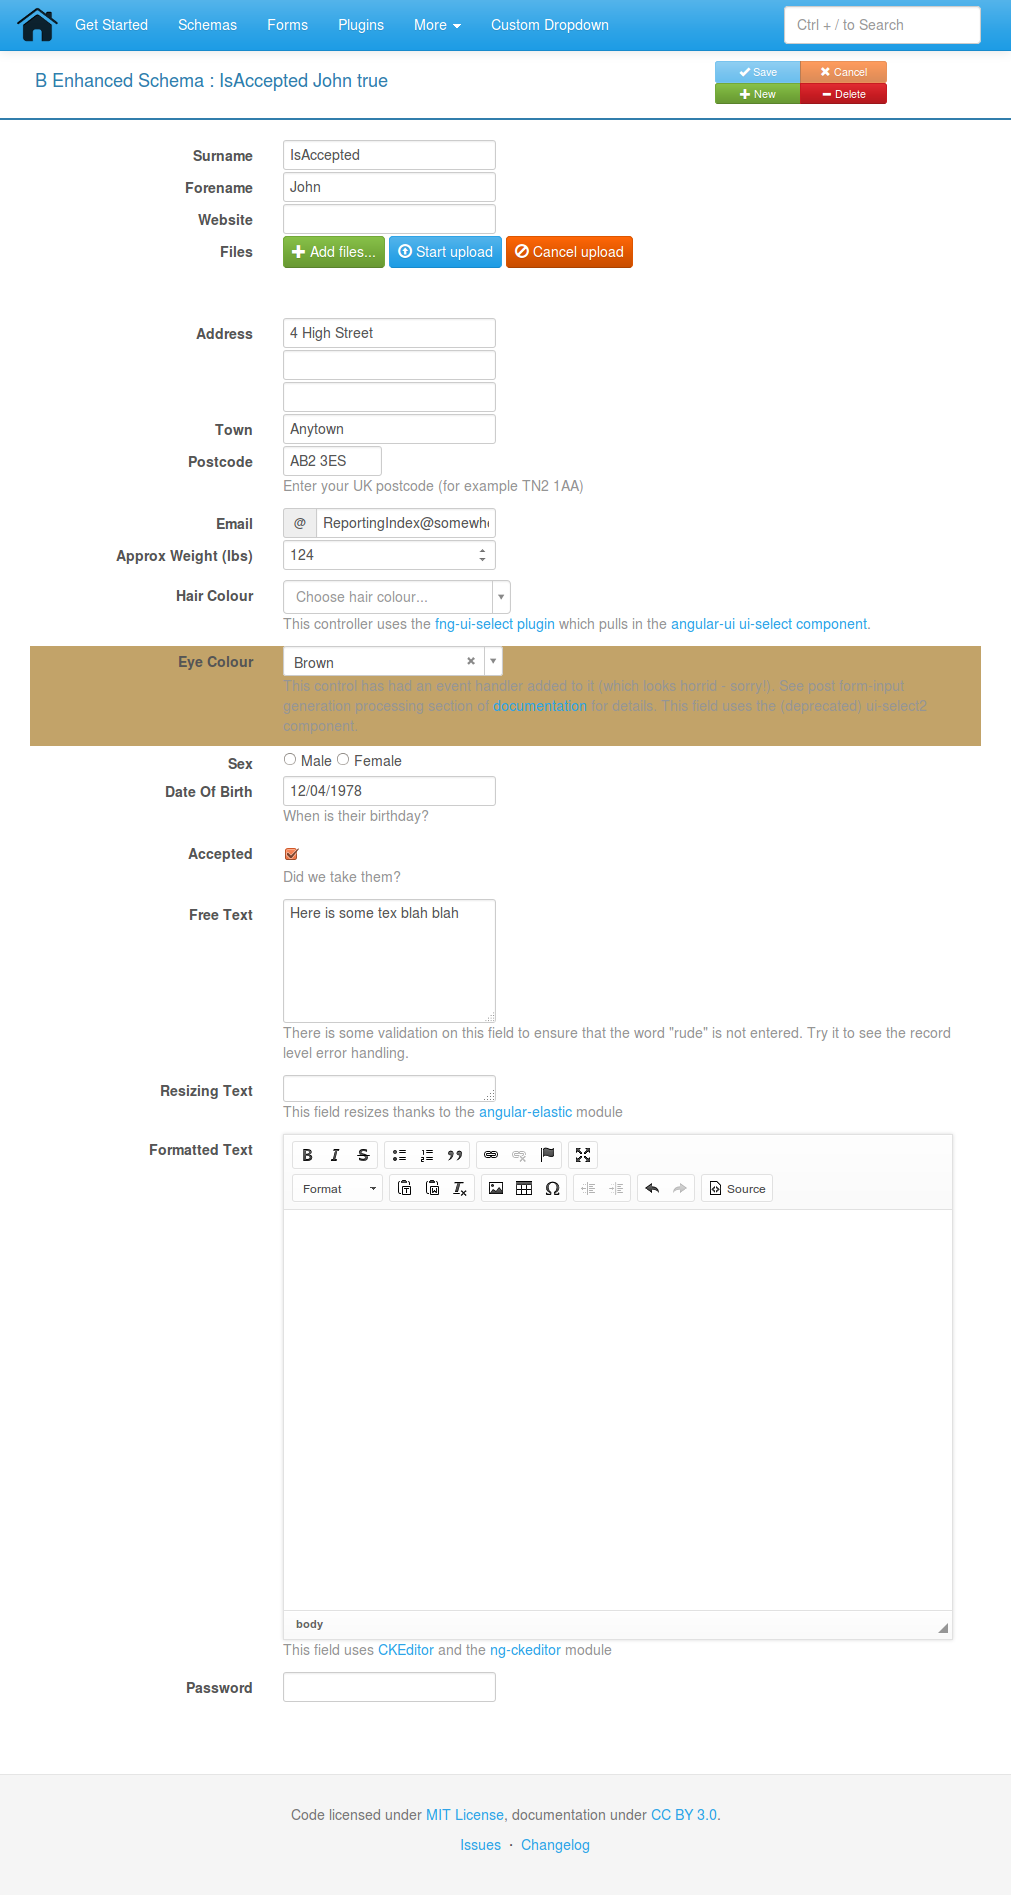 Get Started Schemas Forms Plugins More Custom Dropdown Ctrl + / to Search
B Enhanced Schema : IsAccepted John true
Save Cancel
New Delete
Surname IsAccepted
Forename John
Website
Files Add files... Start upload Cancel upload
Address 4 High Street
Town Anytown
Postcode AB2 3ES
Enter your UK postcode (for example TN2 1AA)
Email @ ReportingIndex@somewh
Approx Weight (lbs) 124
Hair Colour Choose hair colour...
This controller uses the fng-ui-select plugin which pulls in the angular-ui ui-select component.
Eye Colour Brown
This control has had an event handler added to it (which looks horrid - sorry!). See post form-input
generation processing section of documentation for details. This field uses the (deprecated) ui-select2
component.
Sex Male Female
Date Of Birth 12/04/1978
When is their birthday?
Accepted
Did we take them?
Free Text Here is some tex blah blah
There is some validation on this field to ensure that the word "rude" is not entered. Try it to see the record
level error handling.
Resizing Text
This field resizes thanks to the angular-elastic module
Formatted Text
Format Source
body
This field uses CKEditor and the ng-ckeditor module
Password
Code licensed under MIT License, documentation under CC BY 3.0.
Issues · Changelog